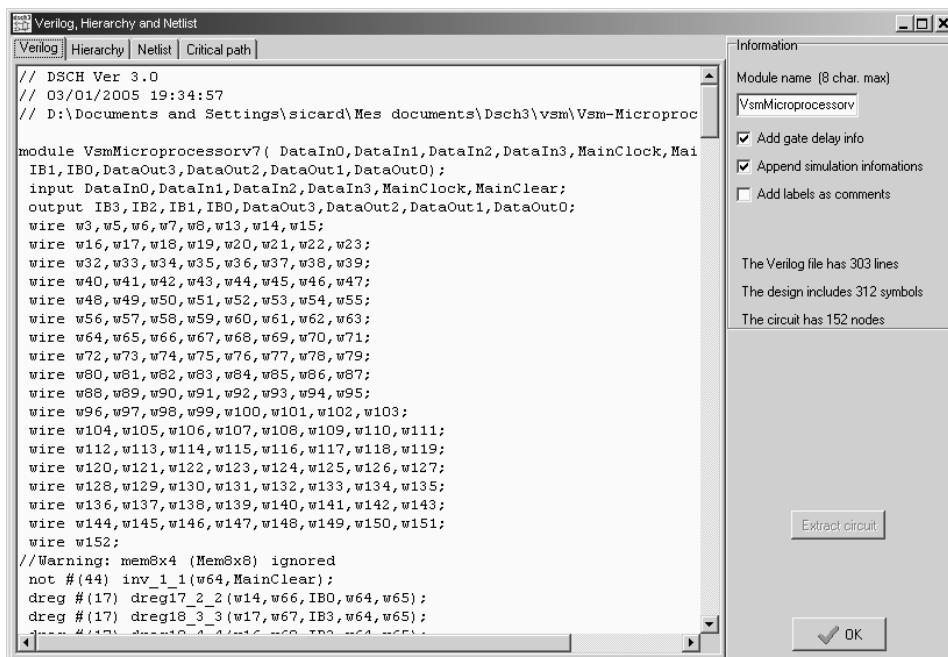 Verilog, Hierarchy and Netlist
Verilog Hierarchy Netlist Critical path
// DSCH Ver 3.0
// 03/01/2005 19:34:57
// D:\Documents and Settings\sicard\Mes documents\Dsch3\vsm\Vsm-Microproc
module VsmMicroprocessorv7( DataIn0,DataIn1,DataIn2,DataIn3,MainClock,Mai
IB1,IB0,DataOut3,DataOut2,DataOut1,DataOut0);
input DataIn0,DataIn1,DataIn2,DataIn3,MainClock,MainClear;
output IB3,IB2,IB1,IB0,DataOut3,DataOut2,DataOut1,DataOut0;
wire w3,w5,w6,w7,w8,w13,w14,w15;
wire w16,w17,w18,w19,w20,w21,w22,w23;
wire w32,w33,w34,w35,w36,w37,w38,w39;
wire w40,w41,w42,w43,w44,w45,w46,w47;
wire w48,w49,w50,w51,w52,w53,w54,w55;
wire w56,w57,w58,w59,w60,w61,w62,w63;
wire w64,w65,w66,w67,w68,w69,w70,w71;
wire w72,w73,w74,w75,w76,w77,w78,w79;
wire w80,w81,w82,w83,w84,w85,w86,w87;
wire w88,w89,w90,w91,w92,w93,w94,w95;
wire w96,w97,w98,w99,w100,w101,w102,w103;
wire w104,w105,w106,w107,w108,w109,w110,w111;
wire w112,w113,w114,w115,w116,w117,w118,w119;
wire w120,w121,w122,w123,w124,w125,w126,w127;
wire w128,w129,w130,w131,w132,w133,w134,w135;
wire w136,w137,w138,w139,w140,w141,w142,w143;
wire w144,w145,w146,w147,w148,w149,w150,w151;
wire w152;
//Warning: mem8x4 (Mem8x8) ignored
not #(44) inv_1_1(w64,MainClear);
dreg #(17) dreg17_2_2(w14,w66,IB0,w64,w65);
dreg #(17) dreg18_3_3(w17,w67,IB3,w64,w65);
Information
Module name (8 char. max)
VsmMicroprocessorv
Add gate delay info
Append simulation infomations
Add labels as comments
The Verilog file has 303 lines
The design includes 312 symbols
The circuit has 152 nodes
Extract circuit
OK